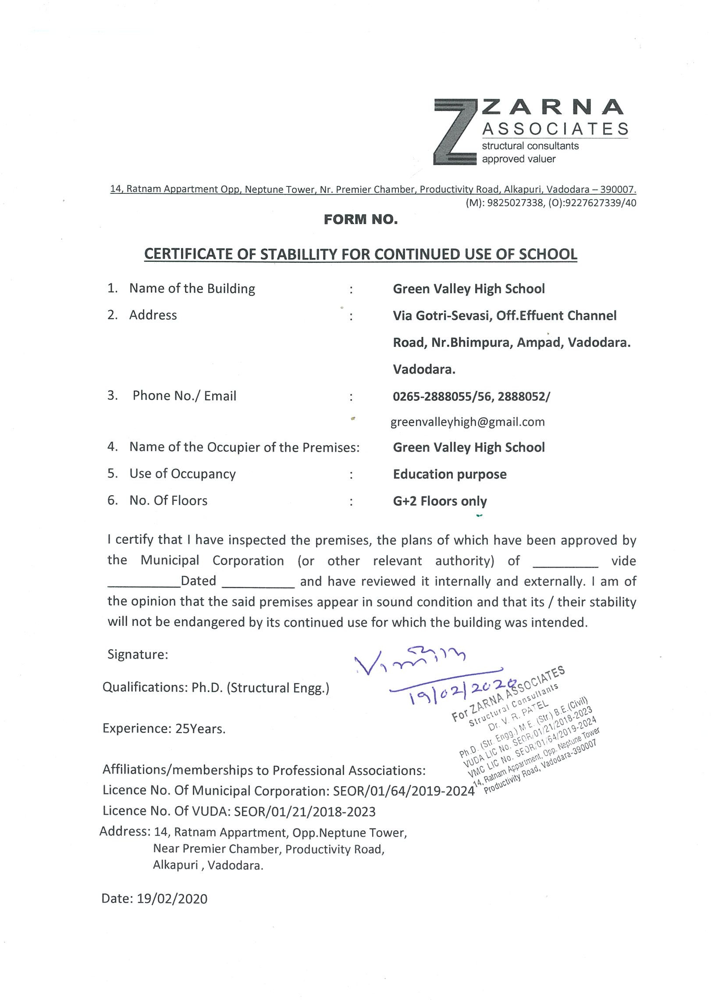 ZARNA
ASSOCIATES
structural consultants
approved valuer
14, Ratnam Appartment Opp, Neptune Tower, Nr. Premier Chamber, Productivity Road, Alkapuri, Vadodara – 390007.
(M): 9825027338, (O):9227627339/40
FORM NO.
CERTIFICATE OF STABILLITY FOR CONTINUED USE OF SCHOOL
1. Name of the Building : Green Valley High School
2. Address : Via Gotri-Sevasi, Off.Effuent Channel
Road, Nr.Bhimpura, Ampad, Vadodara.
Vadodara.
3. Phone No./ Email : 0265-2888055/56, 2888052/
greenvalleyhigh@gmail.com
4. Name of the Occupier of the Premises: Green Valley High School
5. Use of Occupancy : Education purpose
6. No. Of Floors : G+2 Floors only
I certify that I have inspected the premises, the plans of which have been approved by
the Municipal Corporation (or other relevant authority) of _________ vide
__________Dated __________ and have reviewed it internally and externally. I am of
the opinion that the said premises appear in sound condition and that its / their stability
will not be endangered by its continued use for which the building was intended.
Signature:
19/02/2020
Qualifications: Ph.D. (Structural Engg.)
For ZARNA ASSOCIATES
Structural Consultants
Dr. V. R. PATEL
Ph.D. (Str. Engg.) M E. (Str.) B.E.(Civil)
VUDA LIC No. SEOR/01/21/2018-2023
VMC LIC No. SEOR/01/64/2019-2024
14, Ratnam Appartment, Opp. Neptune Tower
Productivity Road, Vadodara-390007
Experience: 25Years.
Affiliations/memberships to Professional Associations:
Licence No. Of Municipal Corporation: SEOR/01/64/2019-2024
Licence No. Of VUDA: SEOR/01/21/2018-2023
Address: 14, Ratnam Appartment, Opp.Neptune Tower,
Near Premier Chamber, Productivity Road,
Alkapuri , Vadodara.
Date: 19/02/2020